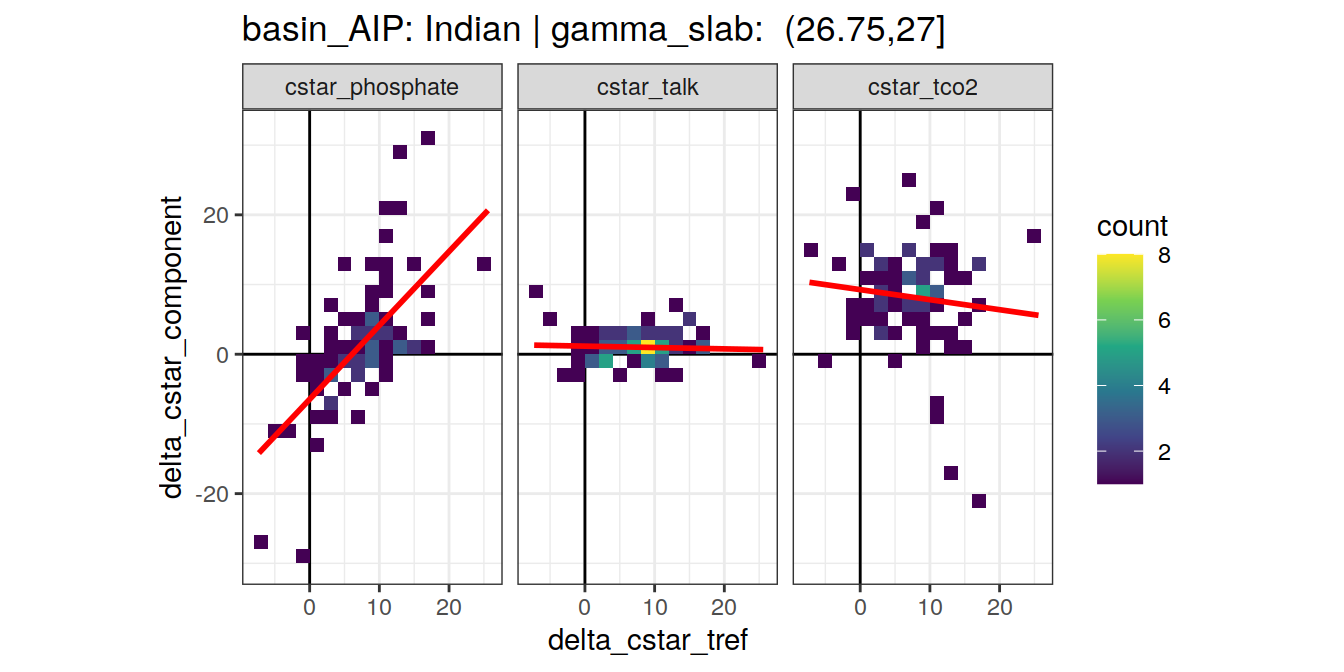 basin_AIP: Indian | gamma_slab:  (26.75,27]
cstar_phosphate
cstar_talk
cstar_tco2
delta_cstar_component
20
0
-20
0 10 20
0 10 20
0 10 20
delta_cstar_tref
count
8
6
4
2